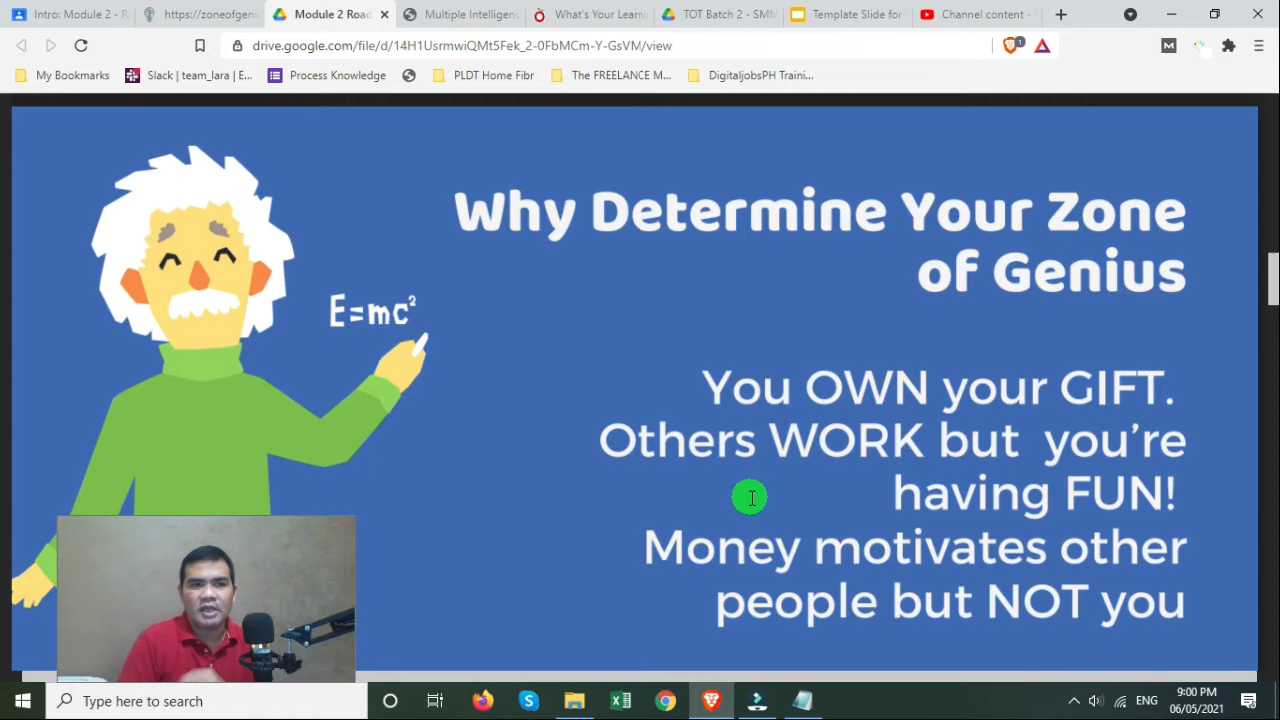 Intro: Module 2 - R
https://zoneofgeni
Module 2 Road
Multiple Intelligenc
What's Your Learn
TOT Batch 2 - SMM
Template Slide for
Channel content -
drive.google.com/file/d/14H1UsrmwiQMt5Fek_2-0FbMCm-Y-GsVM/view
1
M
My Bookmarks
Slack | team_lara | E...
Process Knowledge
PLDT Home Fibr
The FREELANCE M...
DigitaljobsPH Traini...
Why Determine Your Zone
of Genius
E=mc²
You OWN your GIFT.
Others WORK but you're
having FUN!
Money motivates other
people but NOT you
Type here to search
ENG
9:00 PM
06/05/2021